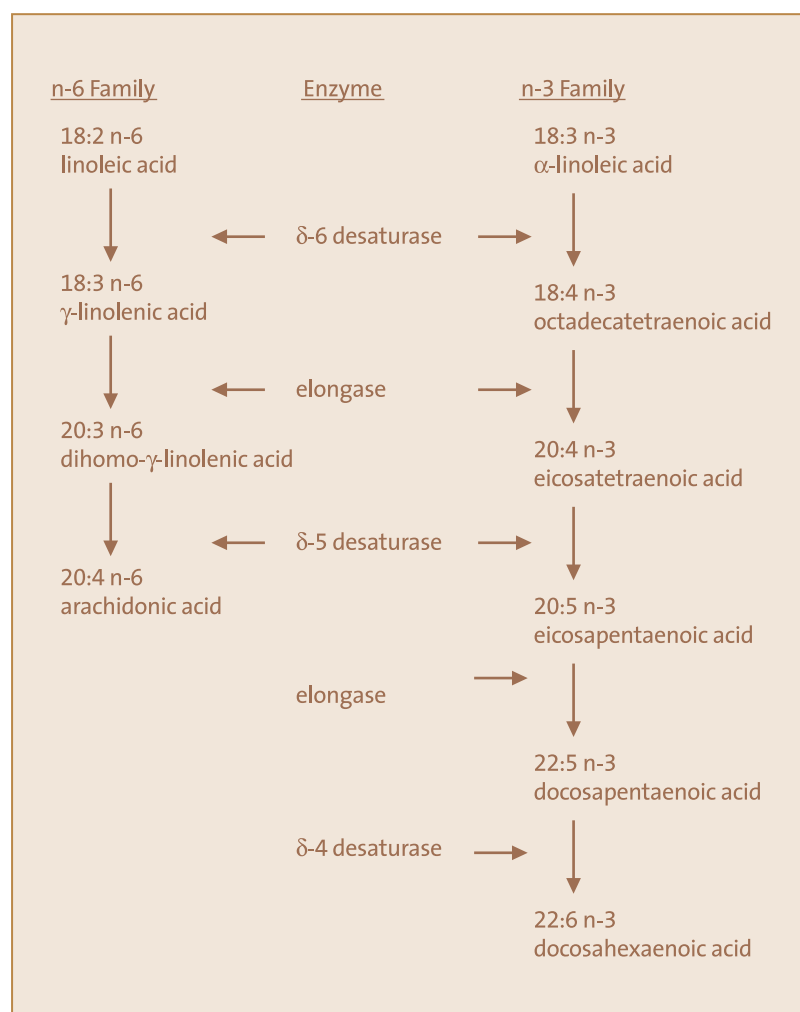 n-6 Family
Enzyme
n-3 Family
18:2 n-6
linoleic acid
18:3 n-3
α-linoleic acid
δ-6 desaturase
18:3 n-6
γ-linolenic acid
18:4 n-3
octadecatetraenoic acid
elongase
20:3 n-6
dihomo-γ-linolenic acid
20:4 n-3
eicosatetraenoic acid
δ-5 desaturase
20:4 n-6
arachidonic acid
20:5 n-3
eicosapentaenoic acid
elongase
22:5 n-3
docosapentaenoic acid
δ-4 desaturase
22:6 n-3
docosahexaenoic acid